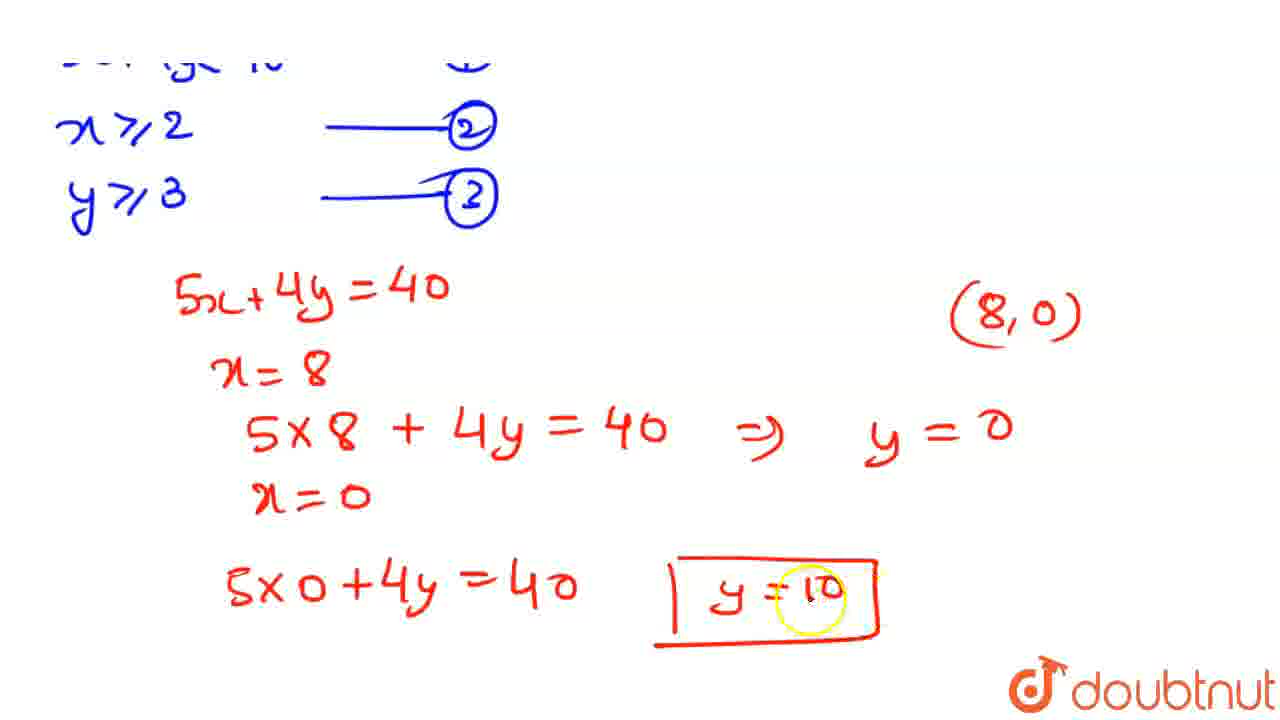 x ≥ 2 ——— ②
y ≥ 3 ——— ③
5x + 4y = 40
(8, 0)
x = 8
5 × 8 + 4y = 40 ⇒ y = 0
x = 0
5 × 0 + 4y = 40 y = 10
doubtnut